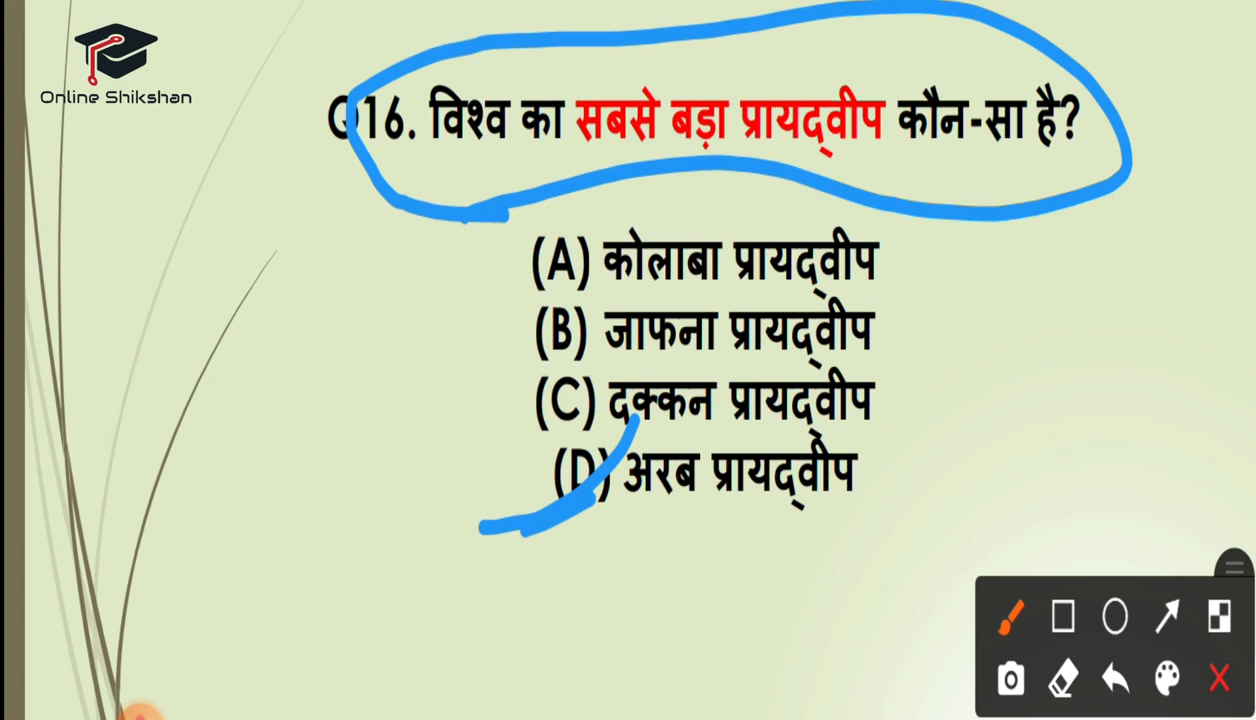 Online Shikshan
Q16. विश्व का सबसे बड़ा प्रायद्वीप कौन-सा है?
(A) कोलाबा प्रायद्वीप
(B) जाफना प्रायद्वीप
(C) दक्कन प्रायद्वीप
(D) अरब प्रायद्वीप